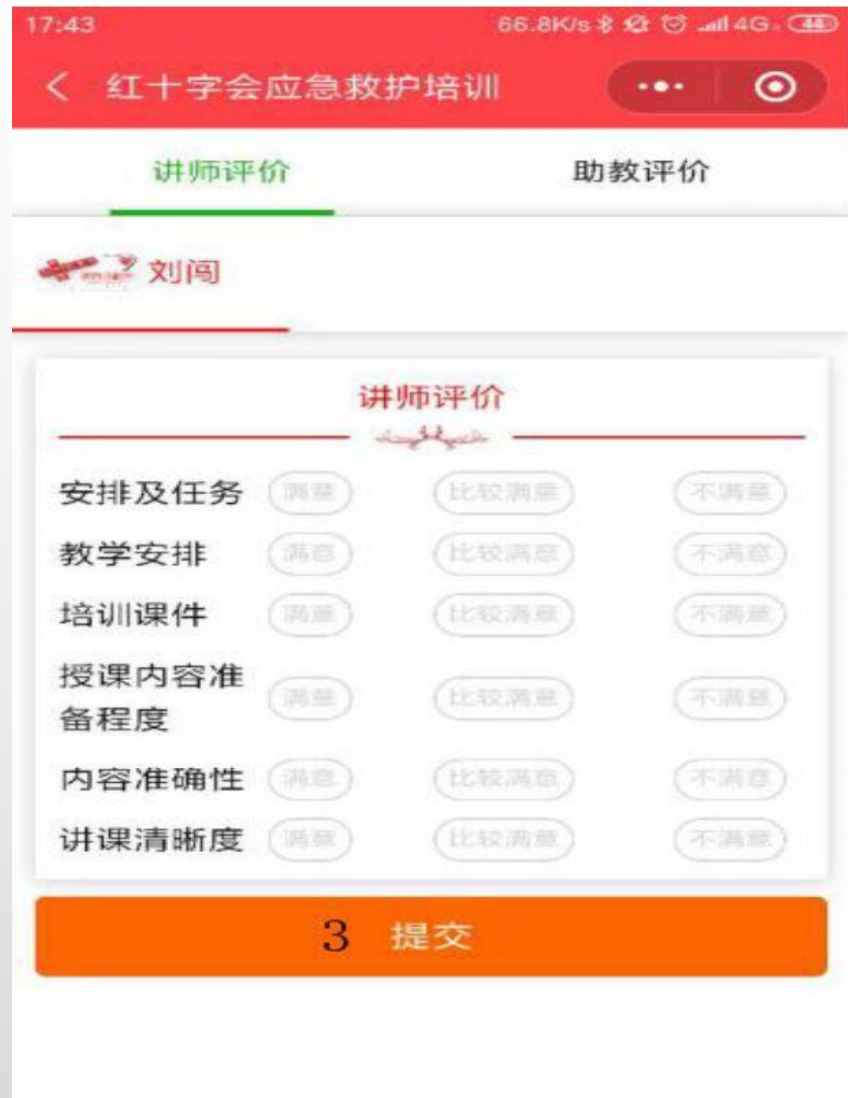 17:43 66.8K/s 4G 44
红十字会应急救护培训
讲师评价 助教评价
刘闯
讲师评价
安排及任务 满意 比较满意 不满意
教学安排 满意 比较满意 不满意
培训课件 满意 比较满意 不满意
授课内容准
备程度 满意 比较满意 不满意
内容准确性 满意 比较满意 不满意
讲课清晰度 满意 比较满意 不满意
3 提交